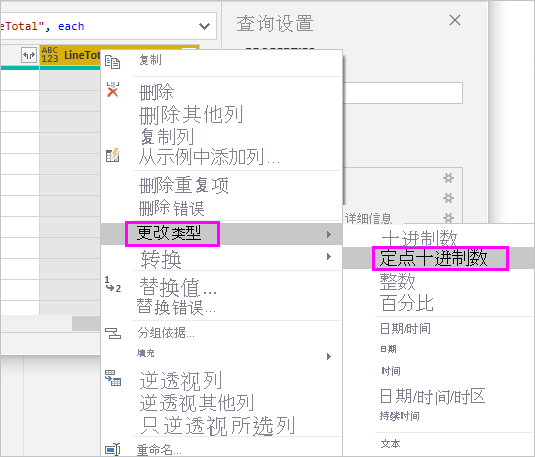 eTotal", each
查询设置
ABC
123
LineTot
复制
删除
删除其他列
复制列
从示例中添加列...
删除重复项
删除错误
详细信息
更改类型
十进制数
转换
定点十进制数
替换值...
整数
1
2
替换错误...
百分比
分组依据...
日期/时间
填充
日期
逆透视列
时间
逆透视其他列
日期/时间/时区
只逆透视所选列
持续时间
重命名...
文本